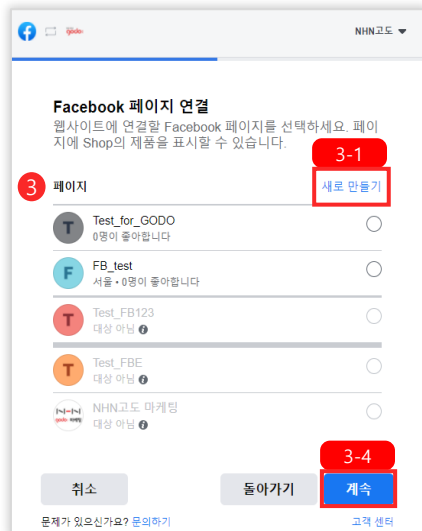 godo
NHN고도
Facebook 페이지 연결
웹사이트에 연결할 Facebook 페이지를 선택하세요. 페이
지에 Shop의 제품을 표시할 수 있습니다.
3-1
3 페이지 새로 만들기
T Test_for_GODO
0명이 좋아합니다
F FB_test
서울 • 0명이 좋아합니다
T Test_FB123
대상 아님
T Test_FBE
대상 아님
NHN고도 마케팅
대상 아님
3-4
취소 돌아가기 계속
문제가 있으신가요? 문의하기 고객 센터